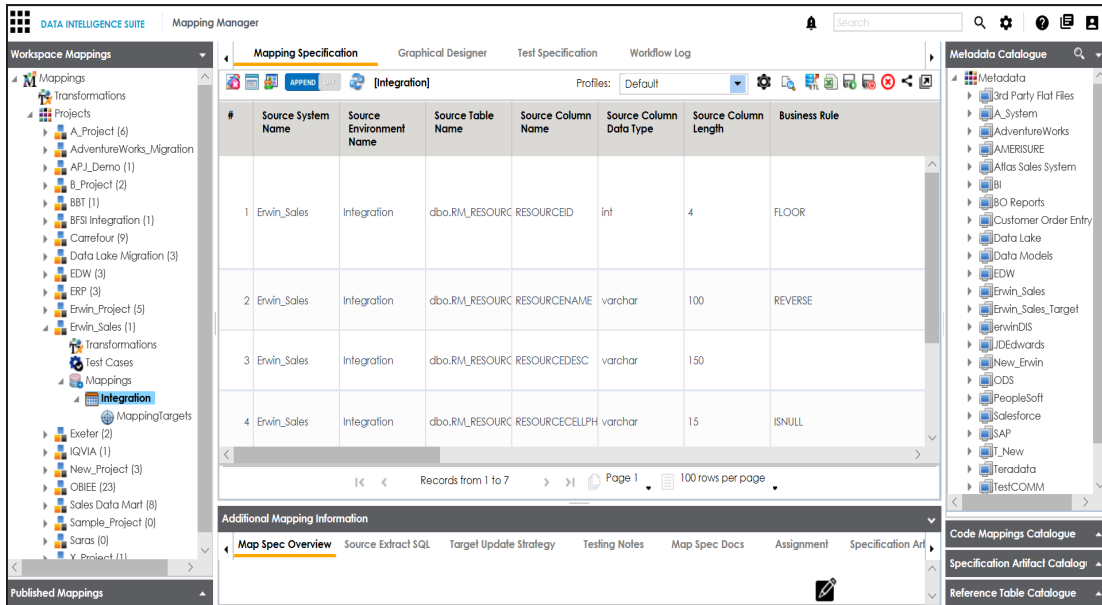 DATA INTELLIGENCE SUITE Mapping Manager Search
Workspace Mappings
Mappings
Transformations
Projects
A_Project (6)
AdventureWorks_Migration
APJ_Demo (1)
B_Project (2)
BBT (1)
BFSI Integration (1)
Carrefour (9)
Data Lake Migration (3)
EDW (3)
ERP (3)
Erwin_Project (5)
Erwin_Sales (1)
Transformations
Test Cases
Mappings
Integration
MappingTargets
Exeter (2)
IQVIA (1)
New_Project (3)
OBIEE (23)
Sales Data Mart (8)
Sample_Project (0)
Saras (0)
X_Project (1)
Published Mappings
Mapping Specification Graphical Designer Test Specification Workflow Log
APPEND OFF [Integration] Profiles: Default
# Source System Name Source Environment Name Source Table Name Source Column Name Source Column Data Type Source Column Length Business Rule
1 Erwin_Sales Integration dbo.RM_RESOURC RESOURCEID int 4 FLOOR
2 Erwin_Sales Integration dbo.RM_RESOURC RESOURCENAME varchar 100 REVERSE
3 Erwin_Sales Integration dbo.RM_RESOURC RESOURCEDESC varchar 150
4 Erwin_Sales Integration dbo.RM_RESOURC RESOURCECELLPH varchar 15 ISNULL
Records from 1 to 7 Page 1 100 rows per page
Additional Mapping Information
Map Spec Overview Source Extract SQL Target Update Strategy Testing Notes Map Spec Docs Assignment Specification Art
Metadata Catalogue
Metadata
3rd Party Flat Files
A_System
AdventureWorks
AMERISURE
Atlas Sales System
BI
BO Reports
Customer Order Entry
Data Lake
Data Models
EDW
Erwin_Sales
Erwin_Sales_Target
erwinDIS
JDEdwards
New_Erwin
ODS
PeopleSoft
Salesforce
SAP
T_New
Teradata
TestCOMM
Code Mappings Catalogue
Specification Artifact Catalogu
Reference Table Catalogue